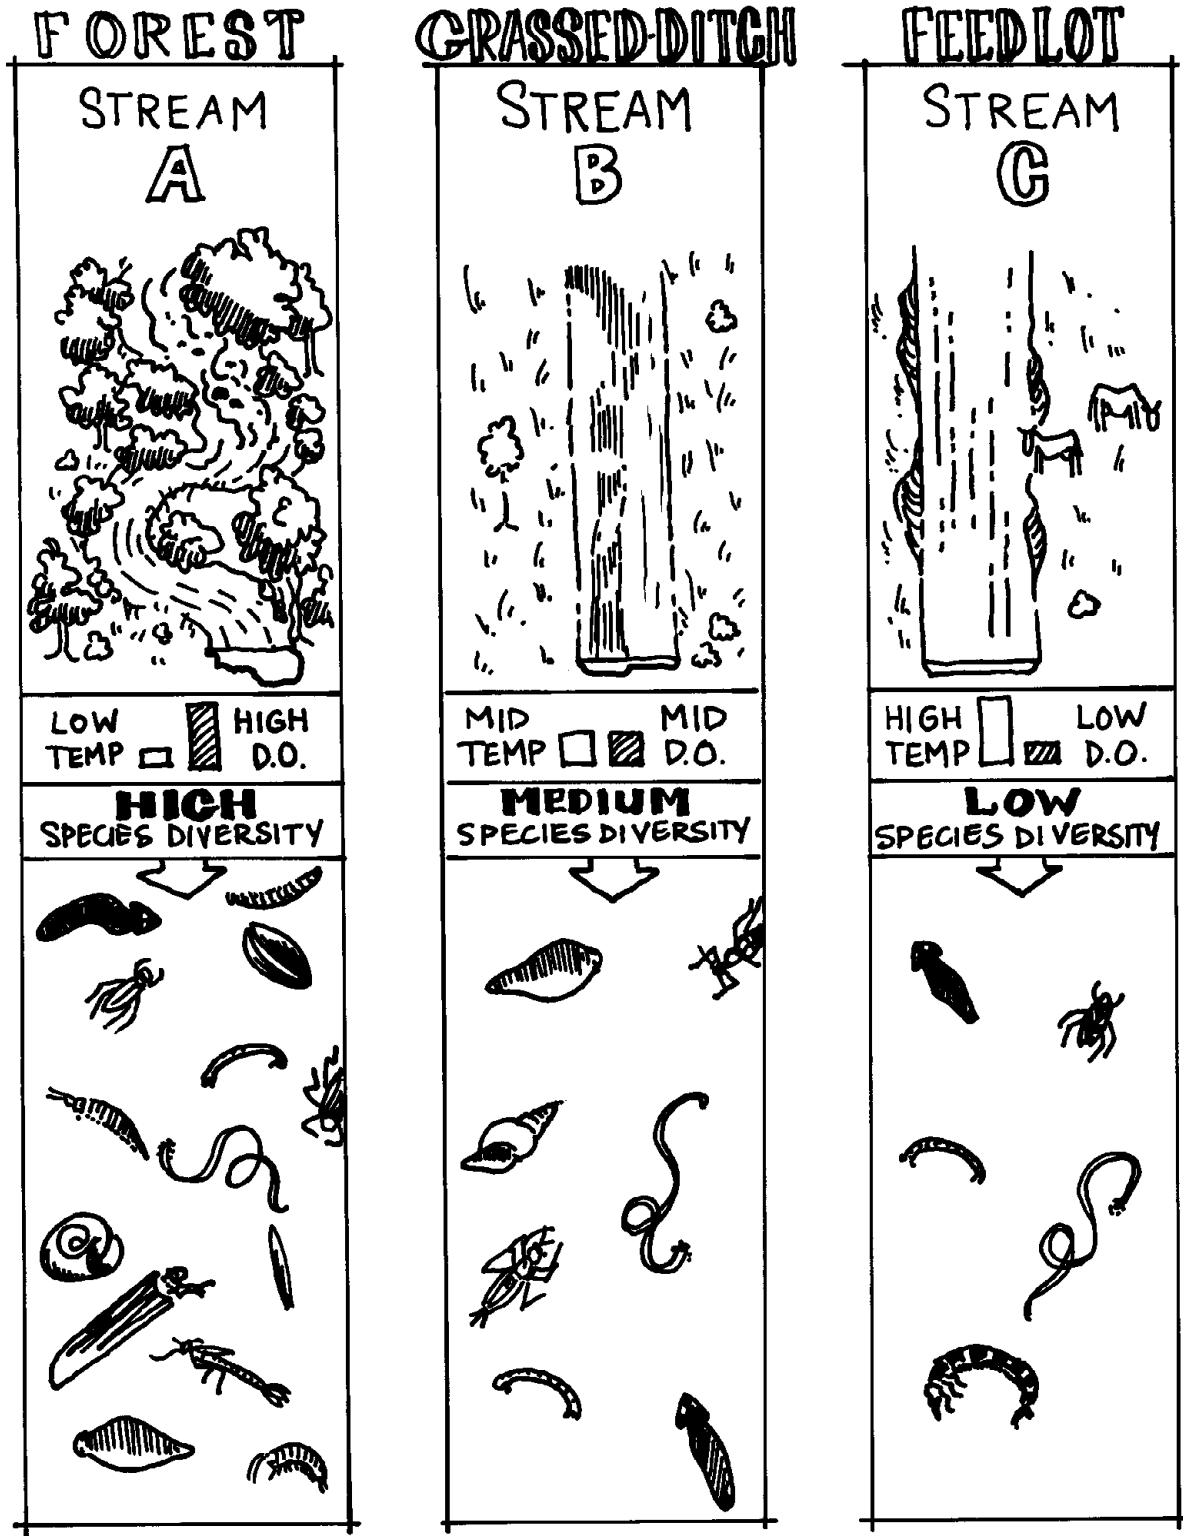 FOREST
STREAM
A
LOW TEMP
HIGH D.O.
HIGH
SPECIES DIVERSITY
GRASSED-DITCH
STREAM
B
MID TEMP
MID D.O.
MEDIUM
SPECIES DIVERSITY
FEEDLOT
STREAM
C
HIGH TEMP
LOW D.O.
LOW
SPECIES DIVERSITY